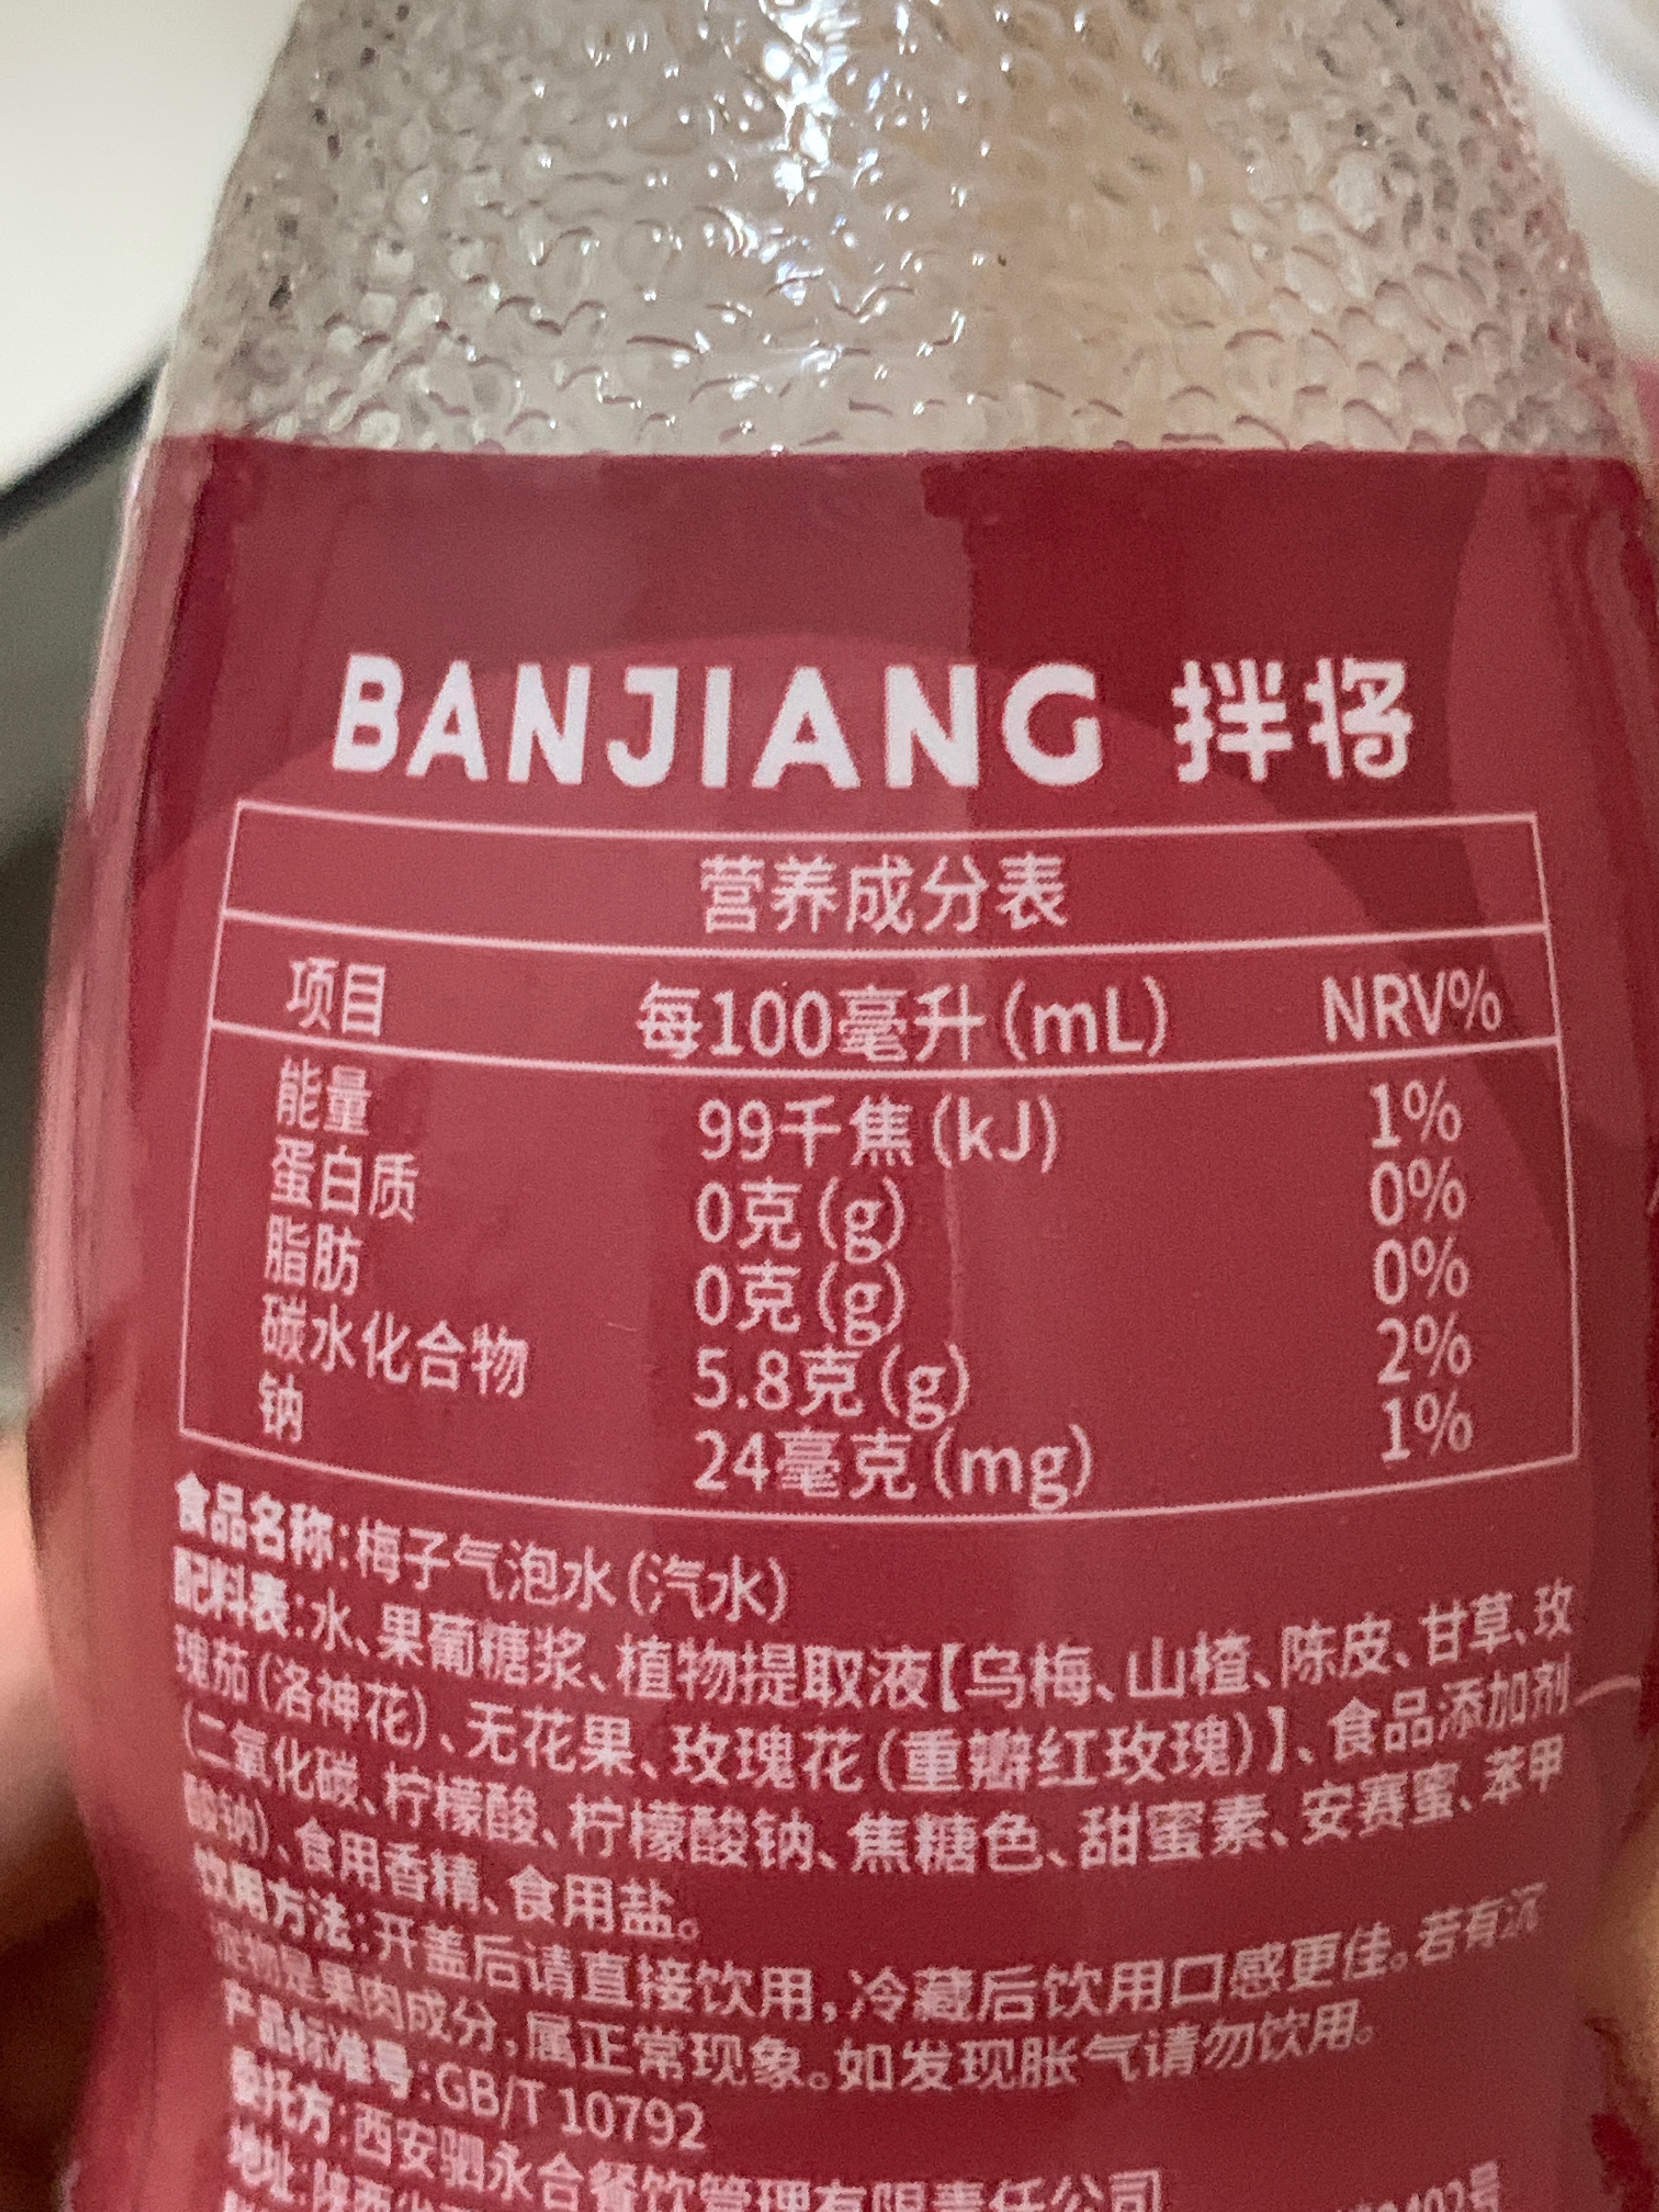 BANJIANG 拌将
营养成分表
项目 每100毫升(mL) NRV%
能量 99千焦(kJ) 1%
蛋白质 0克(g) 0%
脂肪 0克(g) 0%
碳水化合物 5.8克(g) 2%
钠 24毫克(mg) 1%
食品名称:梅子气泡水(汽水)
配料表:水、果葡糖浆、植物提取液【乌梅、山楂、陈皮、甘草、玫
瑰茄(洛神花)、无花果、玫瑰花(重瓣红玫瑰)】、食品添加剂
(二氧化碳、柠檬酸、柠檬酸钠、焦糖色、甜蜜素、安赛蜜、苯甲
酸钠)、食用香精、食用盐。
饮用方法:开盖后请直接饮用,冷藏后饮用口感更佳。若有沉
淀物是果肉成分,属正常现象。如发现胀气请勿饮用。
产品标准号:GB/T 10792
委托方:西安驷永合餐饮管理有限责任公司
地址:陕西省